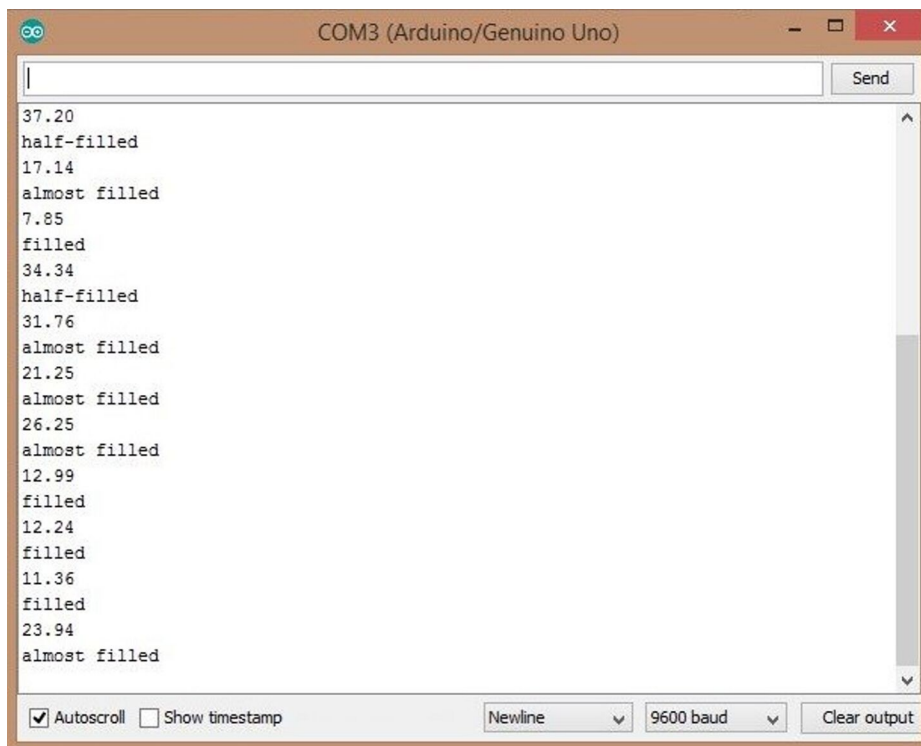 COM3 (Arduino/Genuino Uno)
Send
37.20
half-filled
17.14
almost filled
7.85
filled
34.34
half-filled
31.76
almost filled
21.25
almost filled
26.25
almost filled
12.99
filled
12.24
filled
11.36
filled
23.94
almost filled
Autoscroll Show timestamp Newline 9600 baud Clear output